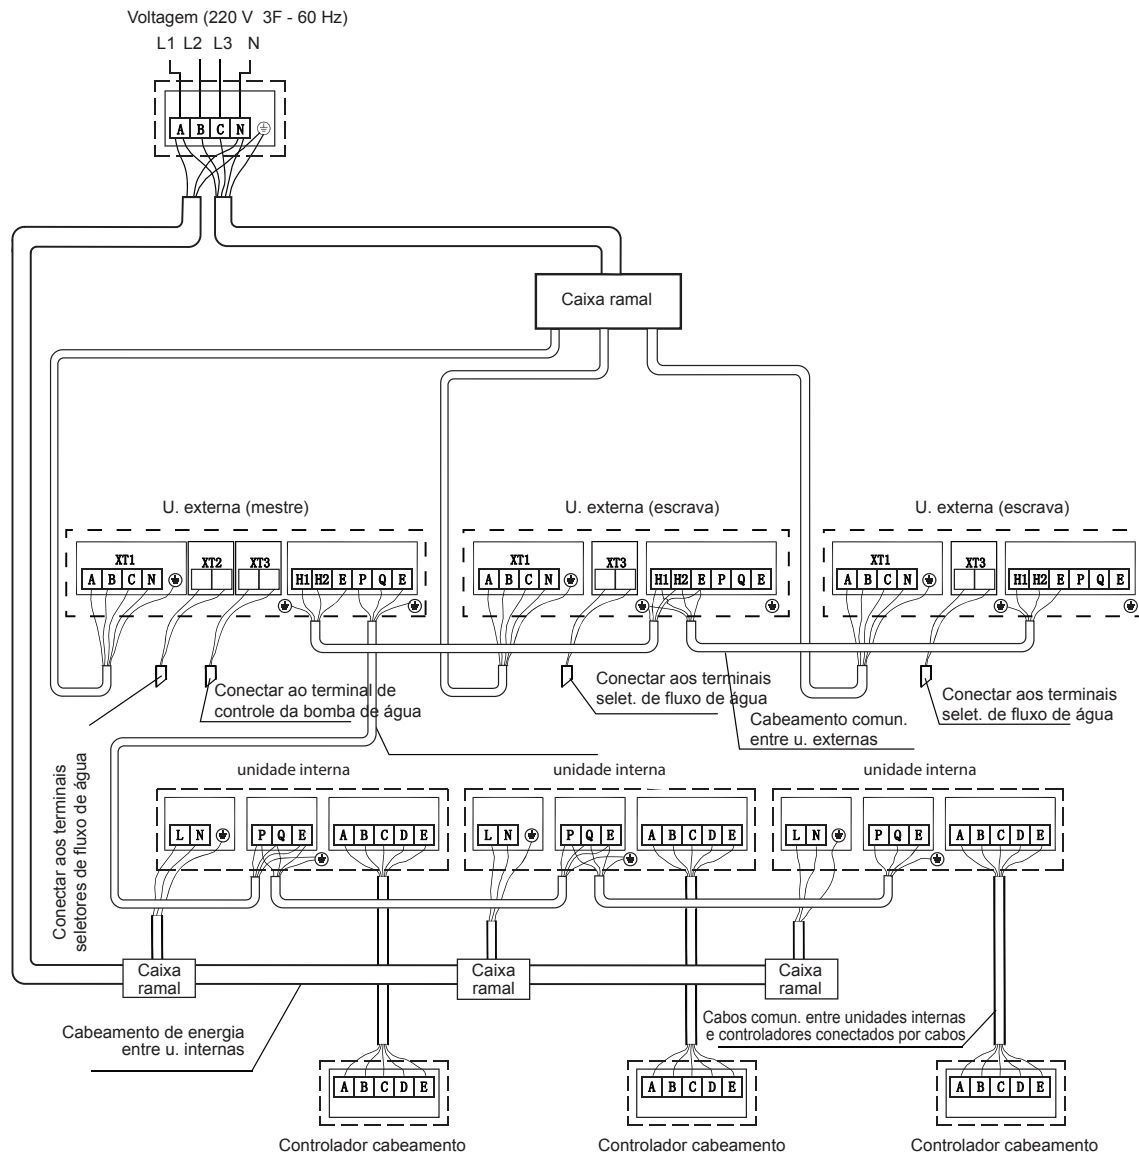 Voltagem (220 V 3F - 60 Hz)
L1 L2 L3 N
A B C N
Caixa ramal
U. externa (mestre)
U. externa (escrava)
U. externa (escrava)
XT1 XT2 XT3
A B C N
H1 H2 E P Q E
XT1 XT3
A B C N
H1 H2 E P Q E
XT1 XT3
A B C N
H1 H2 E P Q E
Conectar ao terminal de
controle da bomba de água
Conectar aos terminais
selet. de fluxo de água
Cabeamento comun.
entre u. externas
Conectar aos terminais
selet. de fluxo de água
Conectar aos terminais
seletores de fluxo de água
unidade interna
unidade interna
unidade interna
L N
P Q E
A B C D E
L N
P Q E
A B C D E
L N
P Q E
A B C D E
Caixa
ramal
Caixa
ramal
Caixa
ramal
Cabeamento de energia
entre u. internas
Cabos comun. entre unidades internas
e controladores conectados por cabos
A B C D E
A B C D E
A B C D E
Controlador cabeamento
Controlador cabeamento
Controlador cabeamento